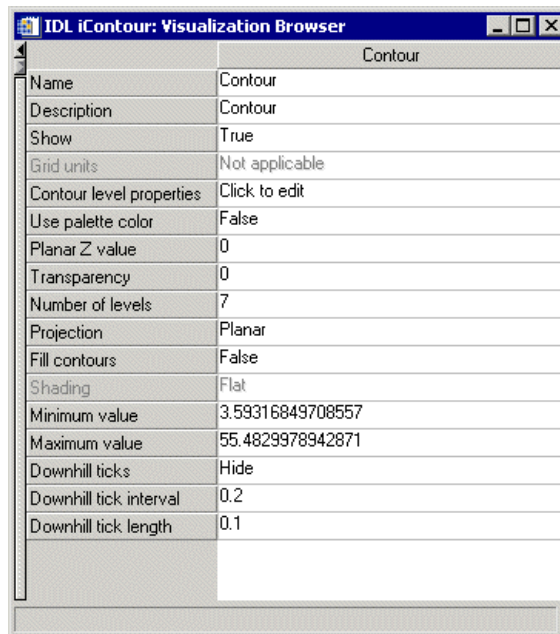 IDL iContour: Visualization Browser
Contour
Name Contour
Description Contour
Show True
Grid units Not applicable
Contour level properties Click to edit
Use palette color False
Planar Z value 0
Transparency 0
Number of levels 7
Projection Planar
Fill contours False
Shading Flat
Minimum value 3.59316849708557
Maximum value 55.4829978942871
Downhill ticks Hide
Downhill tick interval 0.2
Downhill tick length 0.1